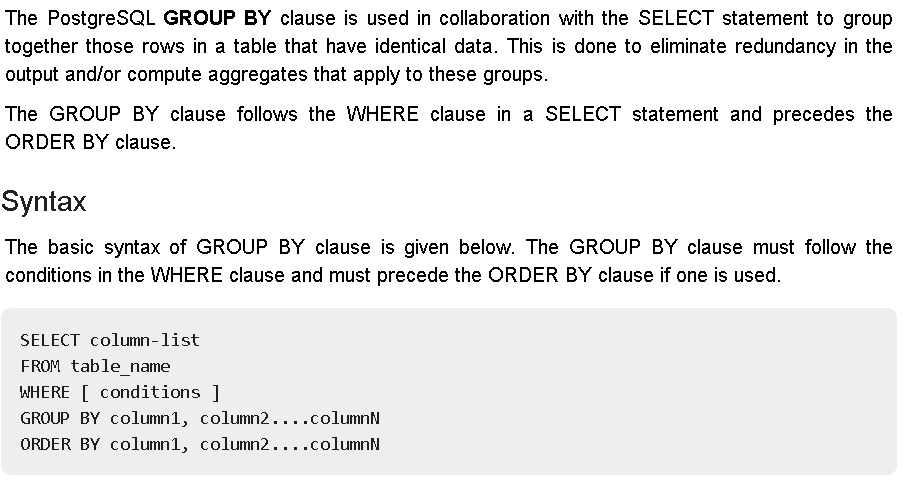 The PostgreSQL GROUP BY clause is used in collaboration with the SELECT statement to group
together those rows in a table that have identical data. This is done to eliminate redundancy in the
output and/or compute aggregates that apply to these groups.
The GROUP BY clause follows the WHERE clause in a SELECT statement and precedes the
ORDER BY clause.
Syntax
The basic syntax of GROUP BY clause is given below. The GROUP BY clause must follow the
conditions in the WHERE clause and must precede the ORDER BY clause if one is used.
SELECT column-list
FROM table_name
WHERE [ conditions ]
GROUP BY column1, column2....columnN
ORDER BY column1, column2....columnN